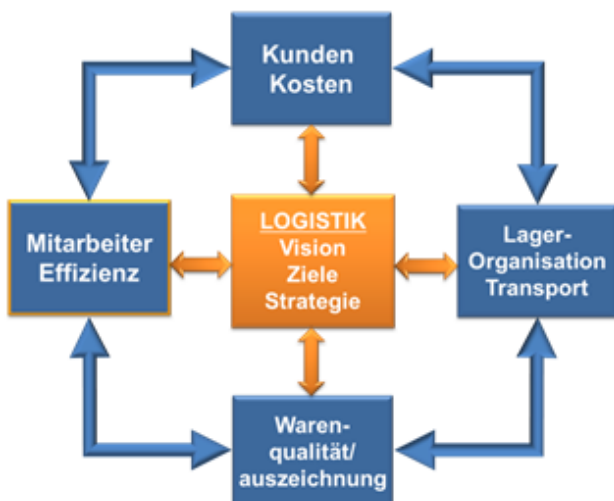 Kunden
Kosten
Mitarbeiter
Effizienz
LOGISTIK
Vision
Ziele
Strategie
Lager-
Organisation
Transport
Waren-
qualität/
auszeichnung